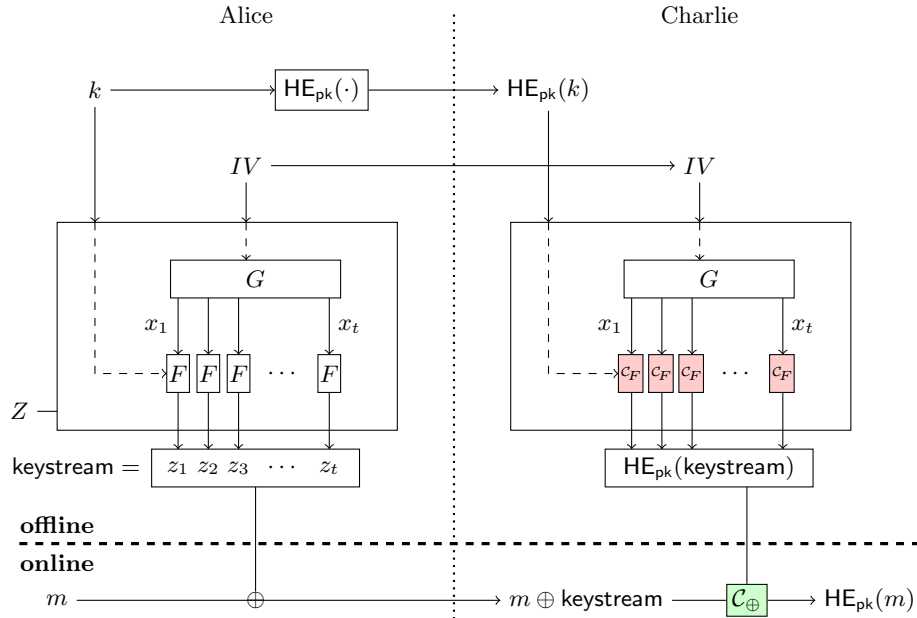 Alice Charlie
k HE_pk(·) HE_pk(k)
IV IV
G G
x_1 x_t x_1 x_t
F F F ··· F C_F C_F C_F ··· C_F
Z
keystream = z_1 z_2 z_3 ··· z_t HE_pk(keystream)
offline
online
m ⊕ m ⊕ keystream C_⊕ HE_pk(m)